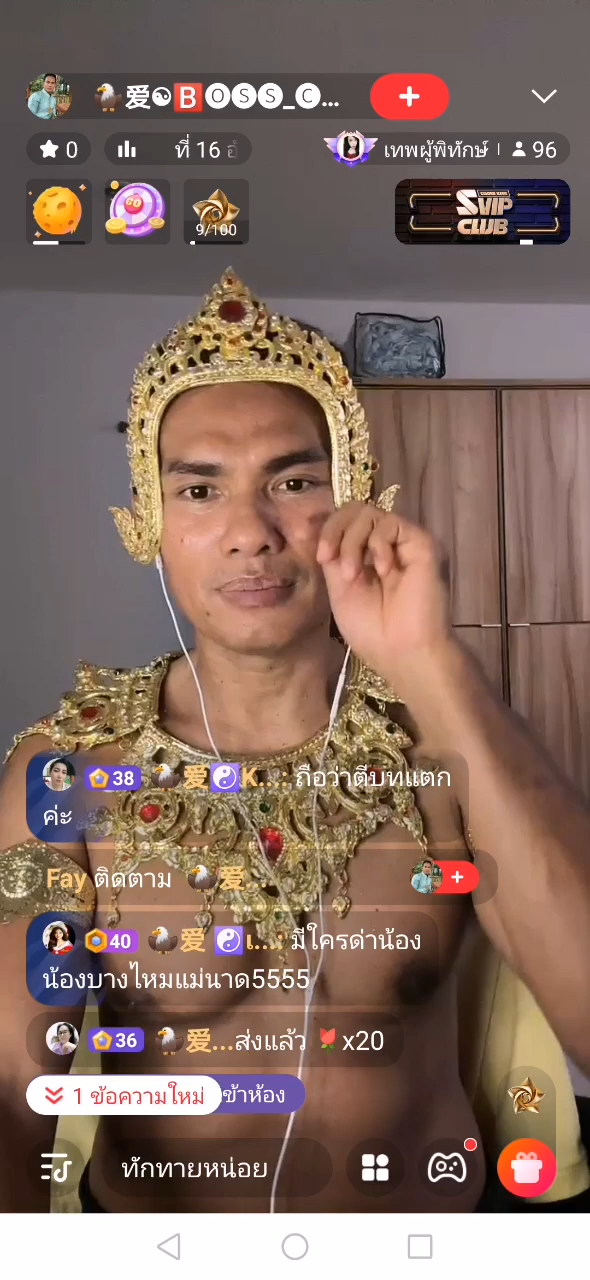 🦅爱☯🅱🅞🅢🅢_🅒...
0
ที่ 16
เทพผู้พิทักษ์ | 96
GO
9/100
SVIP
CLUB
38 🦅爱☯K...: ถือว่าตีบทแตก
ค่ะ
Fay ติดตาม 🦅爱...
40 🦅爱☯เ...: มีใครด่าน้อง
น้องบางไหมแม่นาด5555
36 🦅爱...ส่งแล้ว 🌷x20
1 ข้อความใหม่
ข้าห้อง
ทักทายหน่อย